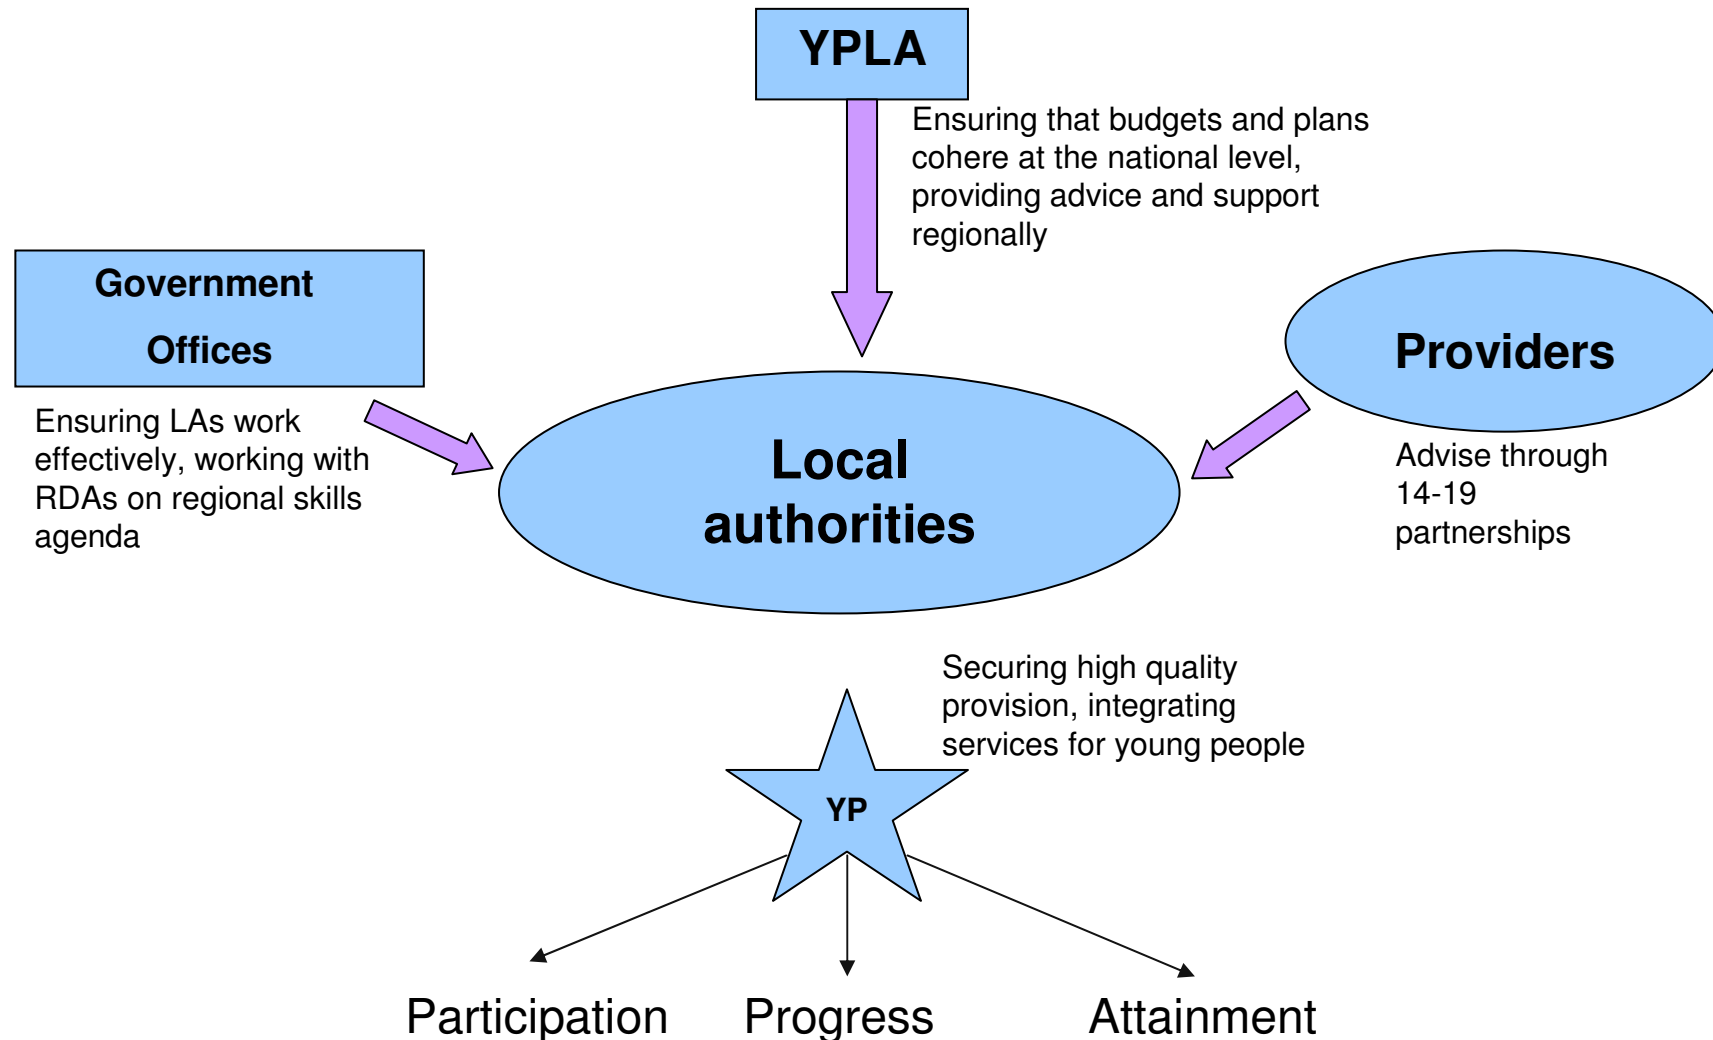 YPLA
Ensuring that budgets and plans
cohere at the national level,
providing advice and support
regionally
Government
Offices
Ensuring LAs work
effectively, working with
RDAs on regional skills
agenda
Providers
Advise through
14-19
partnerships
Local
authorities
Securing high quality
provision, integrating
services for young people
YP
Participation
Progress
Attainment